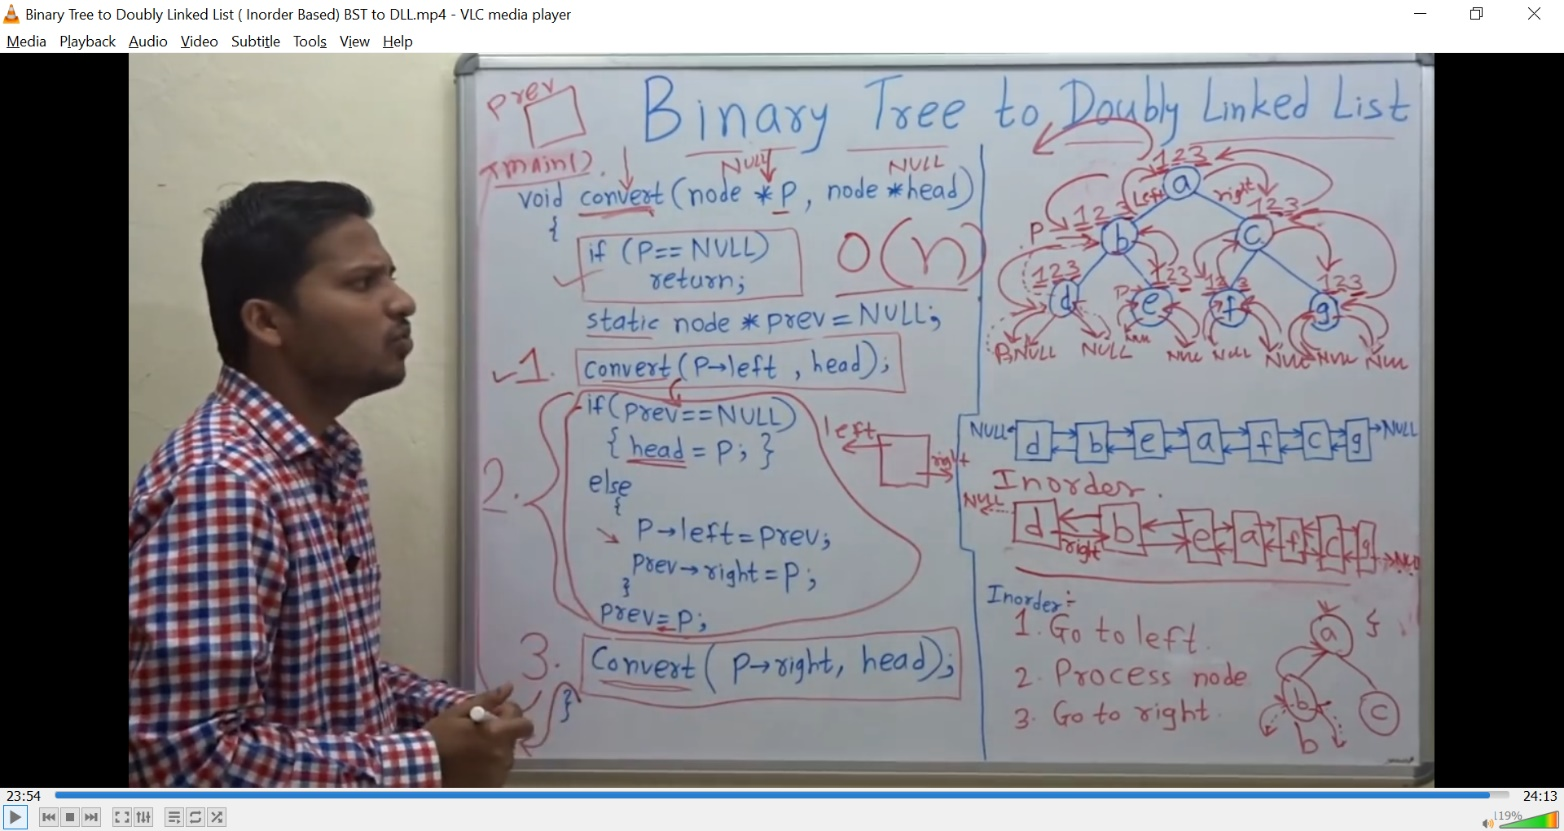 Binary Tree to Doubly Linked List ( Inorder Based) BST to DLL.mp4 - VLC media player
Media Playback Audio Video Subtitle Tools View Help
prev
Binary Tree to Doubly Linked List
main()
NULL
NULL
void convert(node *P, node *head)
{
if (P== NULL)
return;
O(n)
static node *prev=NULL;
1. convert(P→left, head);
2.
if(prev==NULL)
{ head = P; }
else
{
P→left=prev;
prev→right=P;
}
prev=P;
3. Convert( P→right, head);
}
left
right
123
a
Left
right
123
123
P
b
c
123
123
123
123
d
P
e
f
g
P,NULL
NULL
NULL
NULL
NULL
NULL
NULL
NULL d b e a f c g NULL
Inorder.
NULL
d b e a f c g NULL
right
Inorder:-
1. Go to left.
2. Process node
3. Go to right.
a
}
b
c
b
23:54
24:13
119%